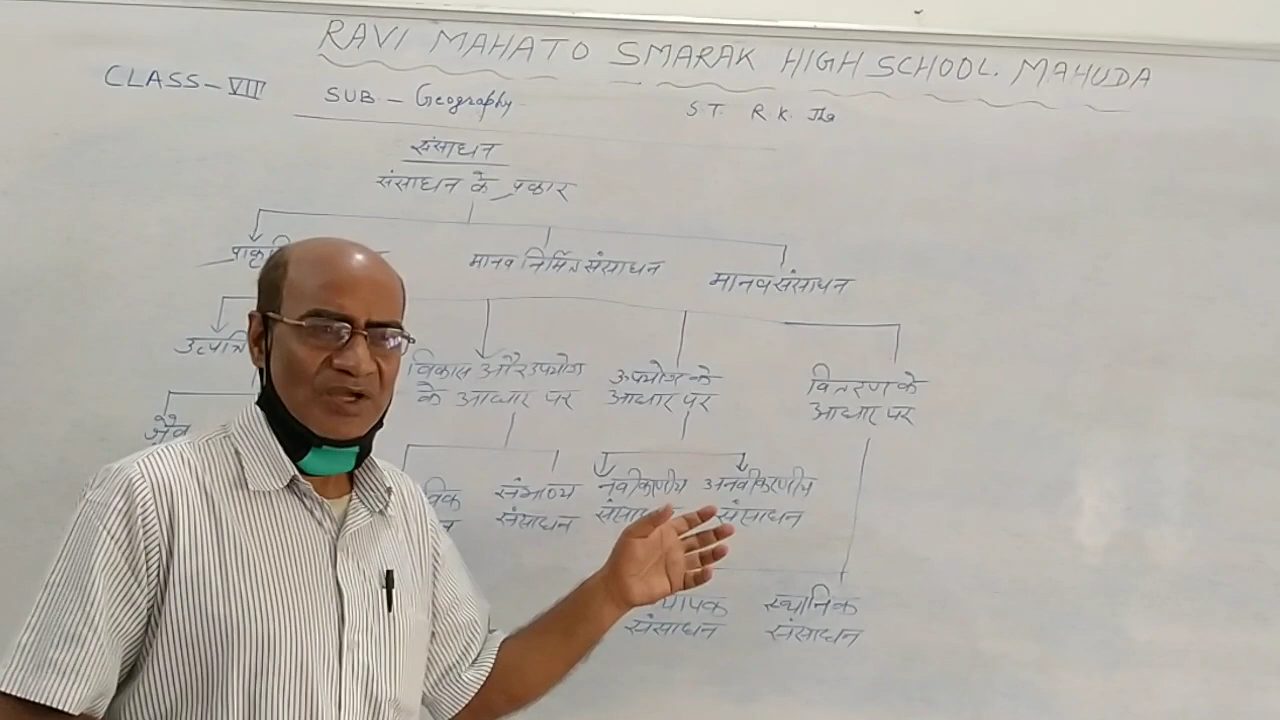 RAVI MAHATO SMARAK HIGH SCHOOL. MAHUDA
CLASS-VIII SUB - Geography S.T. R.K. Jha
संसाधन
संसाधन के प्रकार
मानव निर्मित संसाधन मानव संसाधन
विकास और उपयोग के आधार पर
उपयोग के आधार पर
वितरण के आधार पर
जैव
संभाव्य संसाधन
नवीकरणीय संसाधन
अनवीकरणीय संसाधन
संसाधन
स्थानिक संसाधन